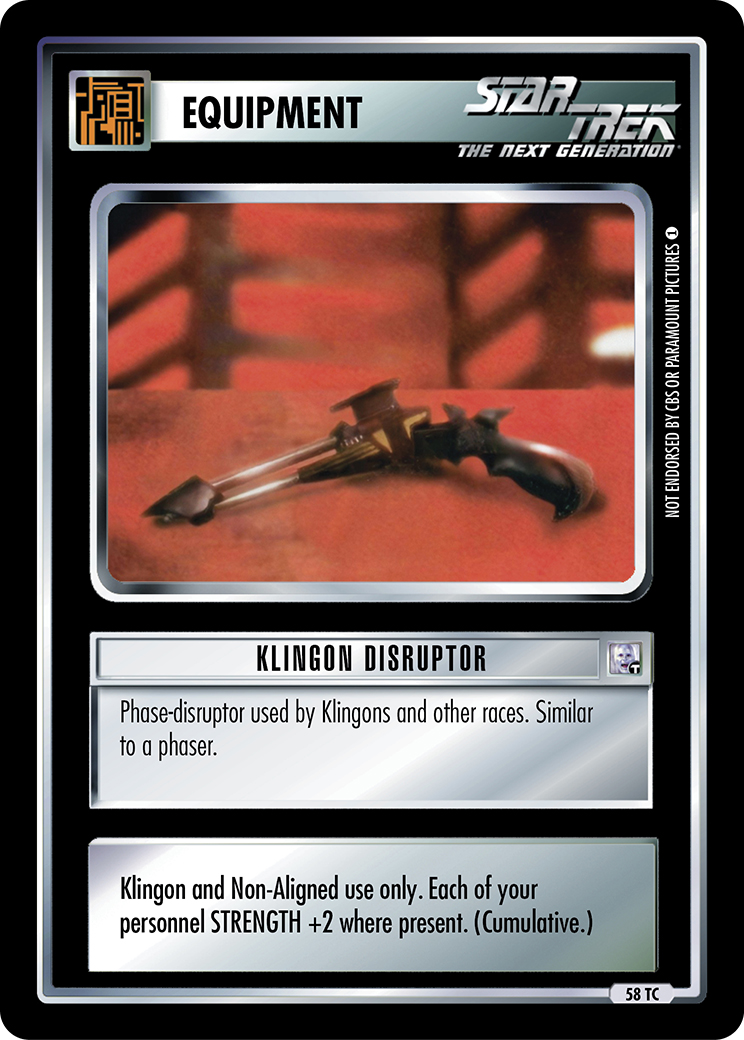 EQUIPMENT
STAR TREK
THE NEXT GENERATION
NOT ENDORSED BY CBS OR PARAMOUNT PICTURES 1
KLINGON DISRUPTOR
T
Phase-disruptor used by Klingons and other races. Similar
to a phaser.
Klingon and Non-Aligned use only. Each of your
personnel STRENGTH +2 where present. (Cumulative.)
58 TC